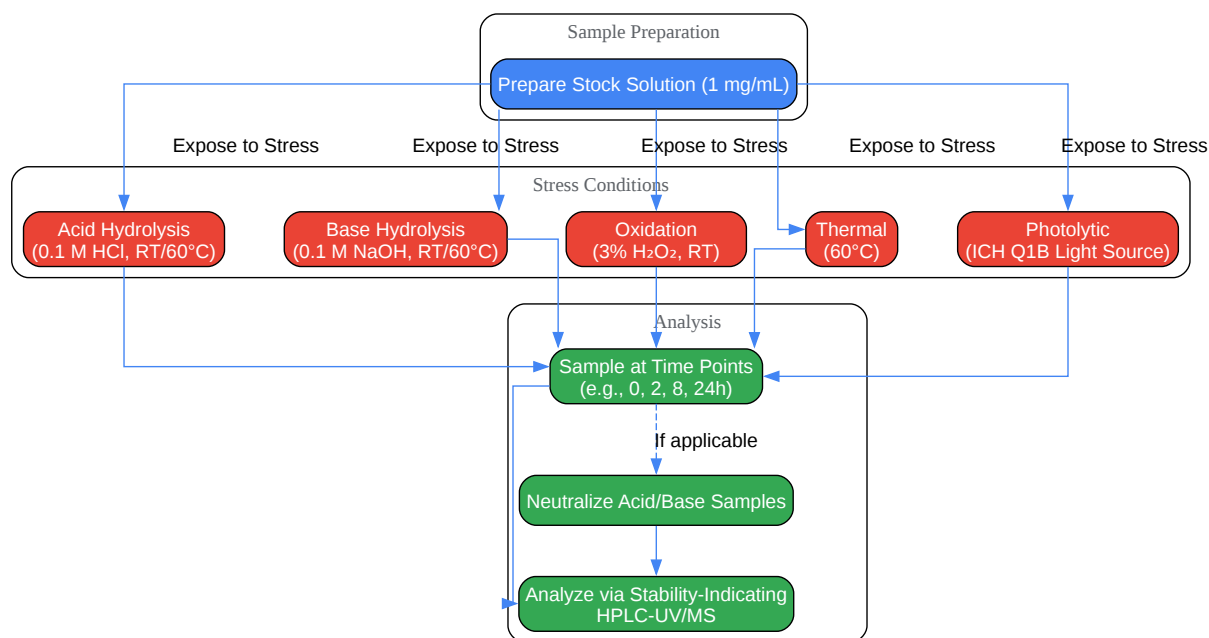 Sample Preparation
Prepare Stock Solution (1 mg/mL)
Expose to Stress
Expose to Stress
Expose to Stress
Expose to Stress
Expose to Stress
Stress Conditions
Acid Hydrolysis
(0.1 M HCl, RT/60°C)
Base Hydrolysis
(0.1 M NaOH, RT/60°C)
Oxidation
(3% H₂O₂, RT)
Thermal
(60°C)
Photolytic
(ICH Q1B Light Source)
Analysis
Sample at Time Points
(e.g., 0, 2, 8, 24h)
If applicable
Neutralize Acid/Base Samples
Analyze via Stability-Indicating
HPLC-UV/MS